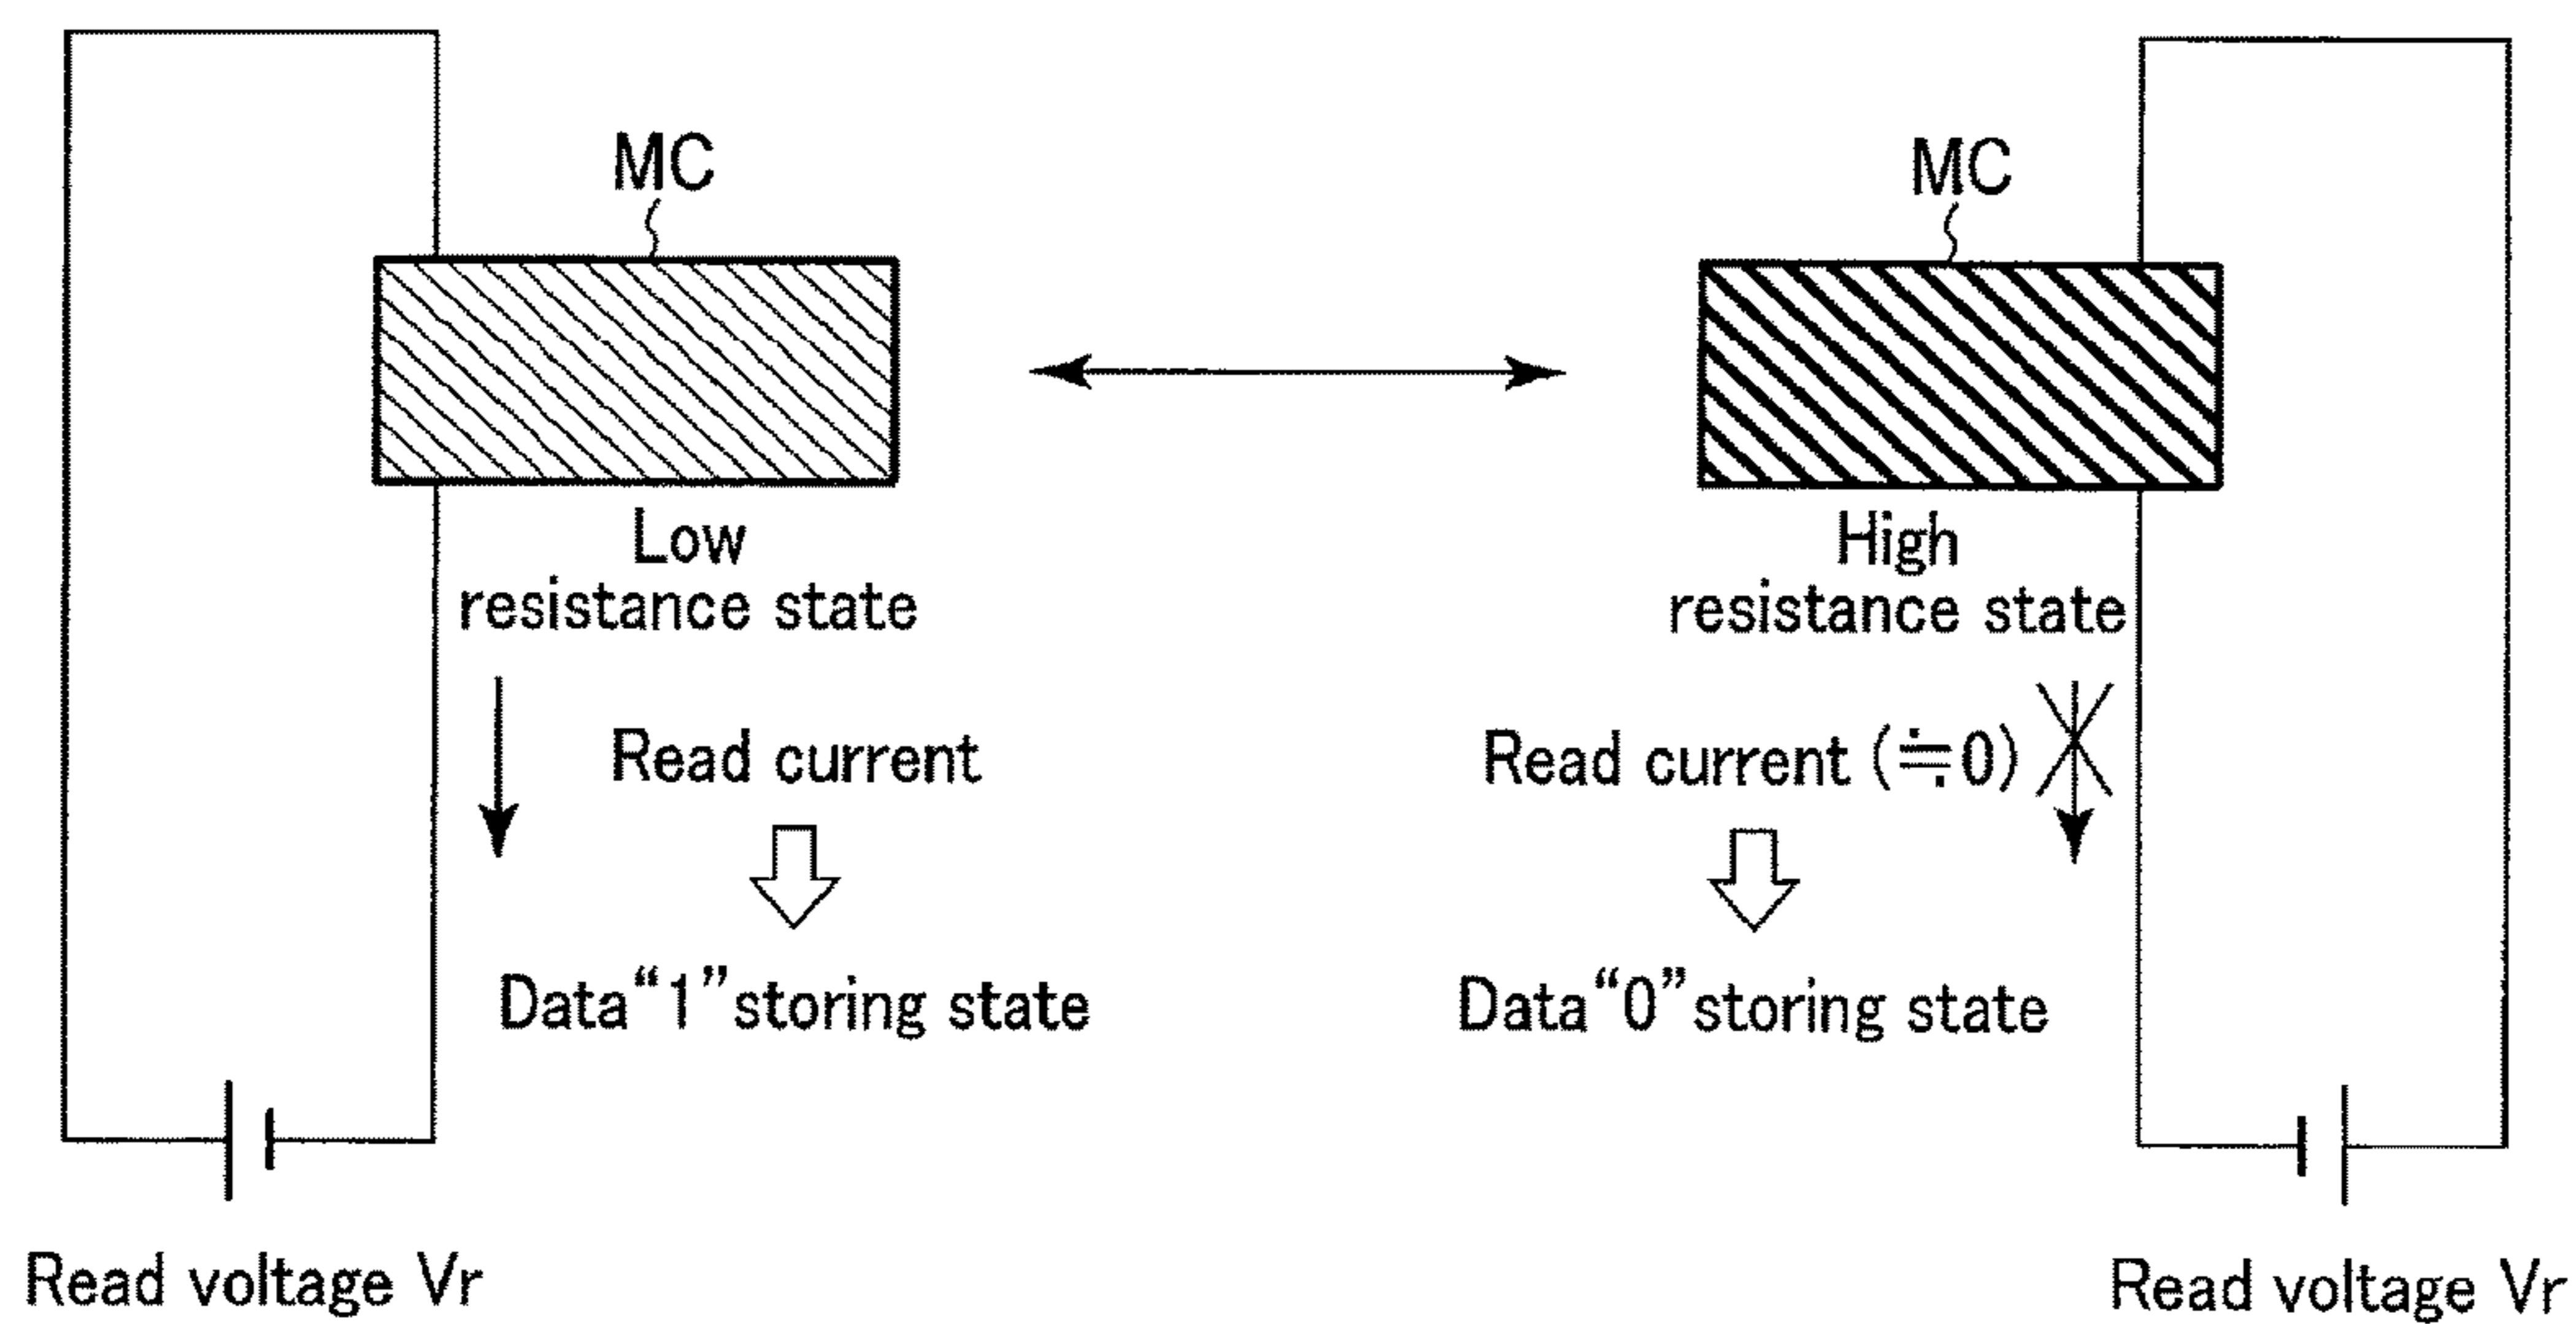 MC
Low
resistance state
Read current
Data“1”storing state
Read voltage Vr
MC
High
resistance state
Read current (≒0)
Data“0”storing state
Read voltage Vr